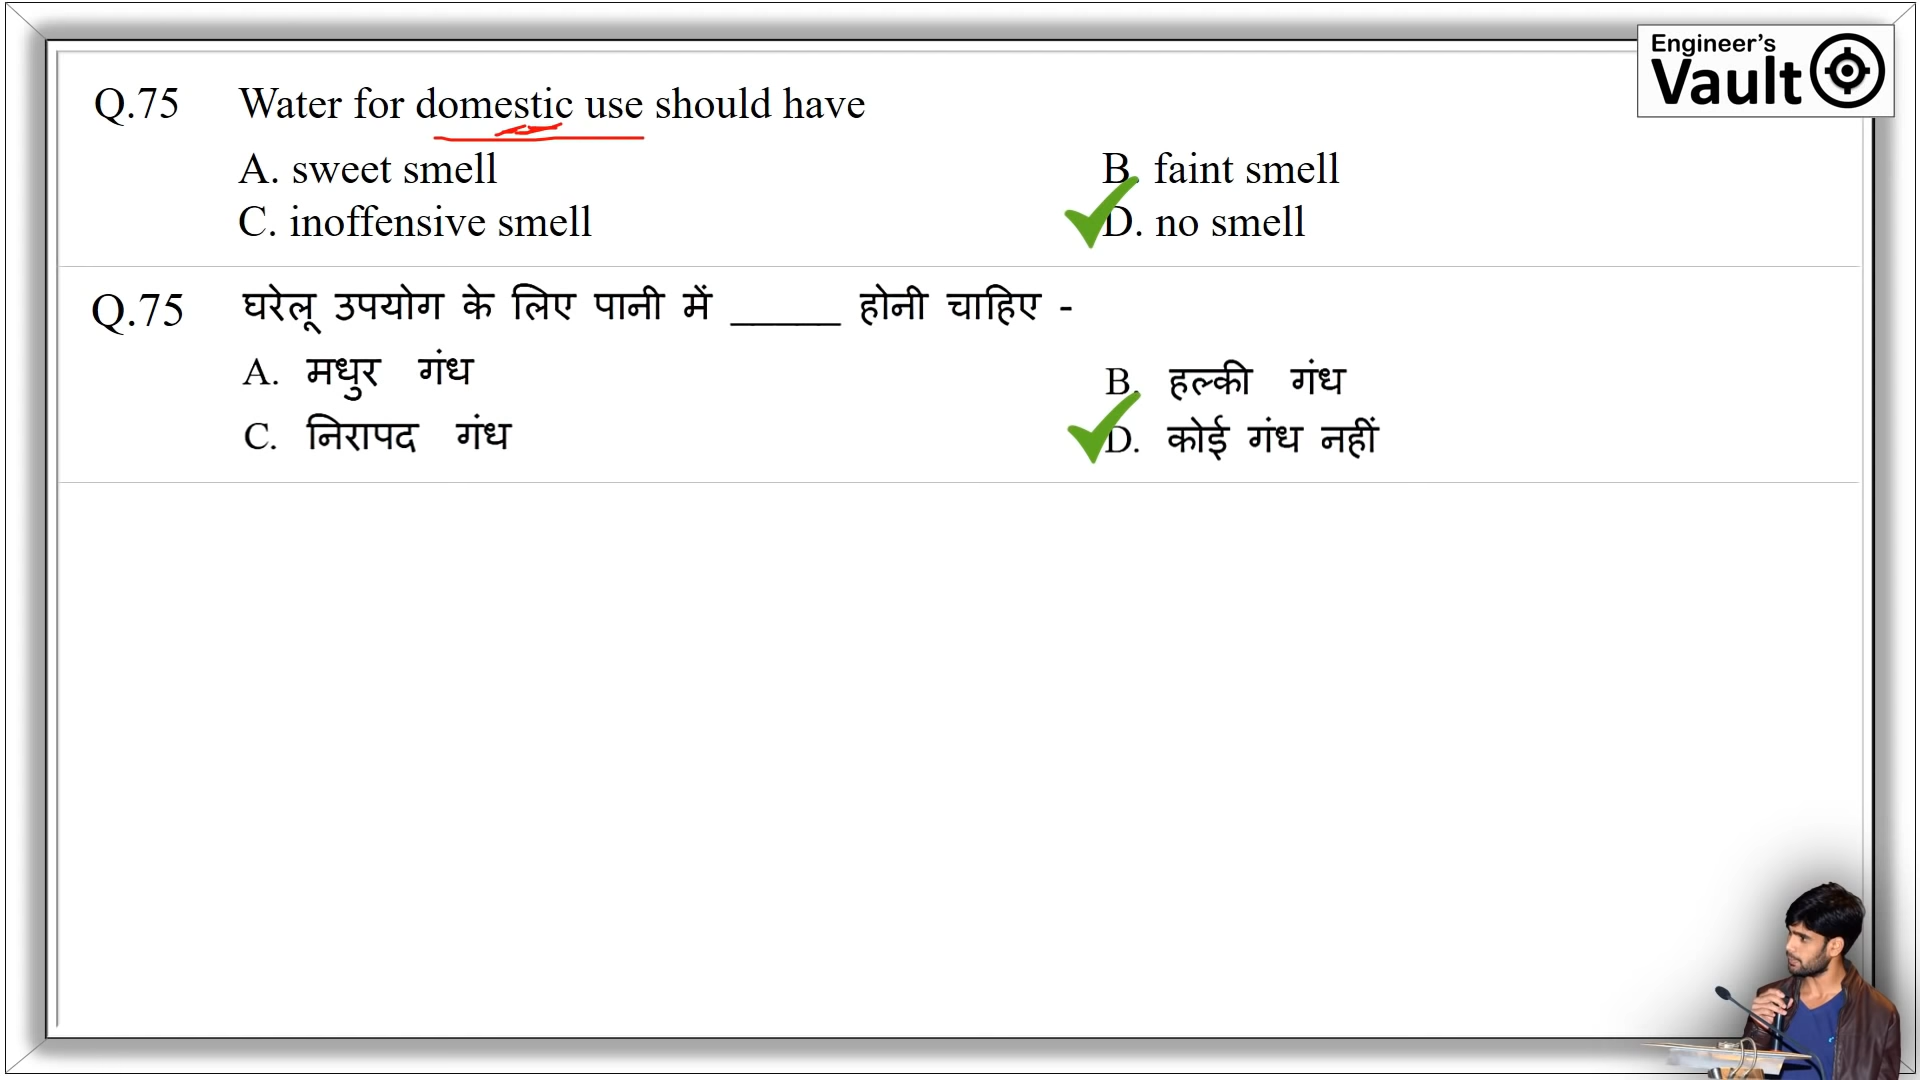 Engineer's
Vault
Q.75 Water for domestic use should have
A. sweet smell B. faint smell
C. inoffensive smell D. no smell
Q.75 घरेलू उपयोग के लिए पानी में _____ होनी चाहिए -
A. मधुर गंध B. हल्की गंध
C. निरापद गंध D. कोई गंध नहीं